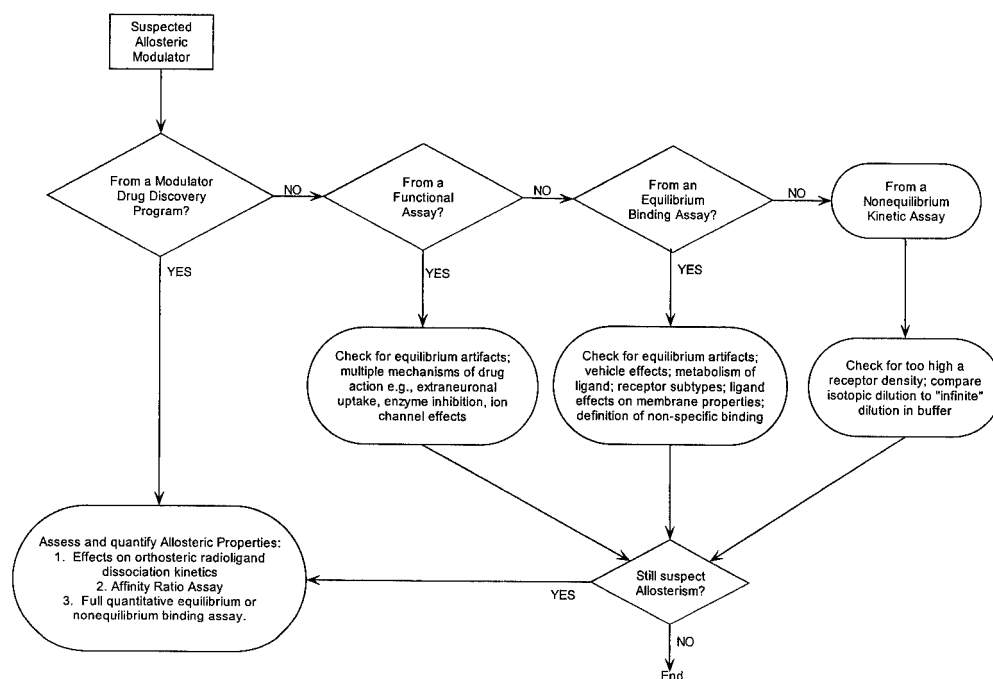 Suspected
Allosteric
Modulator
From a Modulator
Drug Discovery
Program?
NO
From a
Functional
Assay?
NO
From an
Equilibrium
Binding Assay?
NO
From a
Nonequilibrium
Kinetic Assay
YES
YES
YES
Check for equilibrium artifacts;
multiple mechanisms of drug
action e.g., extraneuronal
uptake, enzyme inhibition, ion
channel effects
Check for equilibrium artifacts;
vehicle effects; metabolism of
ligand; receptor subtypes; ligand
effects on membrane properties;
definition of non-specific binding
Check for too high a
receptor density; compare
isotopic dilution to "infinite"
dilution in buffer
Assess and quantify Allosteric Properties:
1. Effects on orthosteric radioligand
dissociation kinetics
2. Affinity Ratio Assay
3. Full quantitative equilibrium or
nonequilibrium binding assay.
YES
Still suspect
Allosterism?
NO
End